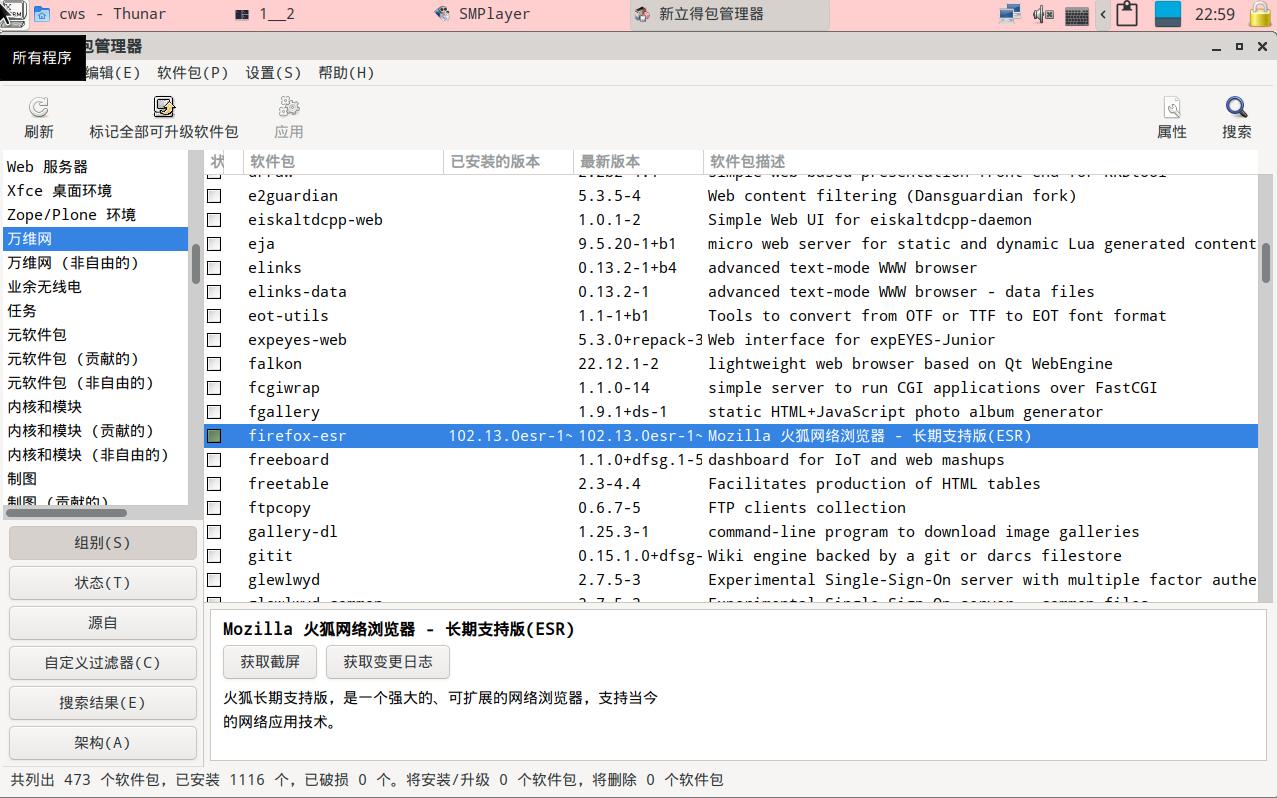 cws - Thunar 1__2 SMPlayer 新立得包管理器 22:59
所有程序 包管理器
编辑(E) 软件包(P) 设置(S) 帮助(H)
刷新 标记全部可升级软件包 应用 属性 搜索
Web 服务器
Xfce 桌面环境
Zope/Plone 环境
万维网
万维网 (非自由的)
业余无线电
任务
元软件包
元软件包 (贡献的)
元软件包 (非自由的)
内核和模块
内核和模块 (贡献的)
内核和模块 (非自由的)
制图
制图 (贡献的)
组别(S)
状态(T)
源自
自定义过滤器(C)
搜索结果(E)
架构(A)
状 软件包 已安装的版本 最新版本 软件包描述
e2guardian 5.3.5-4 Web content filtering (Dansguardian fork)
eiskaltdcpp-web 1.0.1-2 Simple Web UI for eiskaltdcpp-daemon
eja 9.5.20-1+b1 micro web server for static and dynamic Lua generated content
elinks 0.13.2-1+b4 advanced text-mode WWW browser
elinks-data 0.13.2-1 advanced text-mode WWW browser - data files
eot-utils 1.1-1+b1 Tools to convert from OTF or TTF to EOT font format
expeyes-web 5.3.0+repack-3 Web interface for expEYES-Junior
falkon 22.12.1-2 lightweight web browser based on Qt WebEngine
fcgiwrap 1.1.0-14 simple server to run CGI applications over FastCGI
fgallery 1.9.1+ds-1 static HTML+JavaScript photo album generator
firefox-esr 102.13.0esr-1~ 102.13.0esr-1~ Mozilla 火狐网络浏览器 - 长期支持版(ESR)
freeboard 1.1.0+dfsg.1-5 dashboard for IoT and web mashups
freetable 2.3-4.4 Facilitates production of HTML tables
ftpcopy 0.6.7-5 FTP clients collection
gallery-dl 1.25.3-1 command-line program to download image galleries
gitit 0.15.1.0+dfsg- Wiki engine backed by a git or darcs filestore
glewlwyd 2.7.5-3 Experimental Single-Sign-On server with multiple factor authe
Mozilla 火狐网络浏览器 - 长期支持版(ESR)
获取截屏 获取变更日志
火狐长期支持版，是一个强大的、可扩展的网络浏览器，支持当今
的网络应用技术。
共列出 473 个软件包，已安装 1116 个，已破损 0 个。将安装/升级 0 个软件包，将删除 0 个软件包